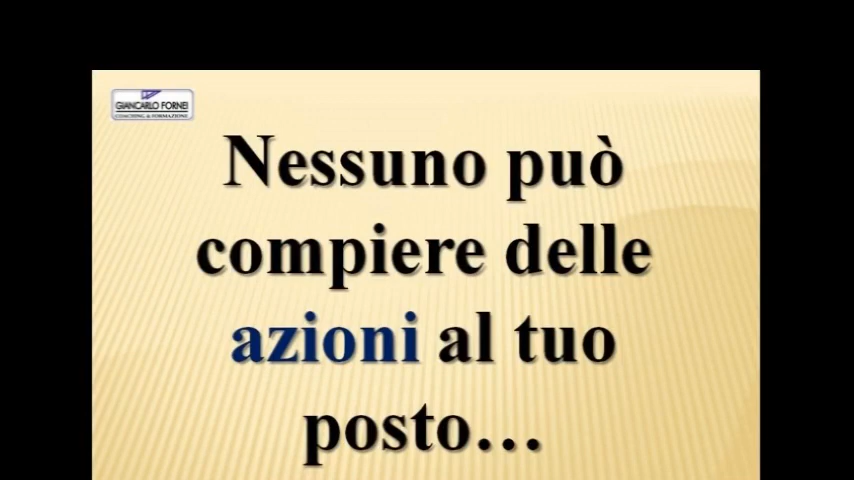 GIANCARLO FORNEI
COACHING & FORMAZIONE
Nessuno può
compiere delle
azioni al tuo
posto…